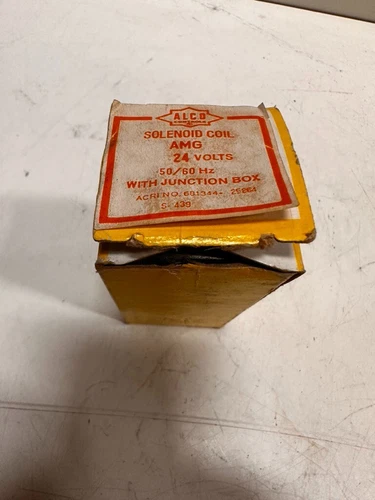 ALCO
SOLENOID COIL
AMG
24 VOLTS
50/60 Hz
WITH JUNCTION BOX
S-439